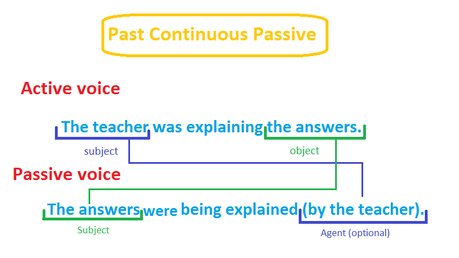 Past Continuous Passive
Active voice
The teacher was explaining the answers.
subject object
Passive voice
The answers were being explained (by the teacher).
Subject Agent (optional)